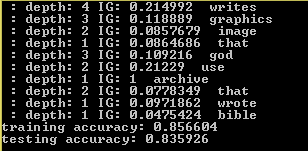 : depth: 4 IG: 0.214992 writes
: depth: 3 IG: 0.118889 graphics
: depth: 2 IG: 0.0857679 image
: depth: 1 IG: 0.0864686 that
: depth: 3 IG: 0.109216 god
: depth: 2 IG: 0.21229 use
: depth: 1 IG: 1 archive
: depth: 2 IG: 0.0778349 that
: depth: 1 IG: 0.0971862 wrote
: depth: 1 IG: 0.0475424 bible
training accuracy: 0.856604
testing accuracy: 0.835926